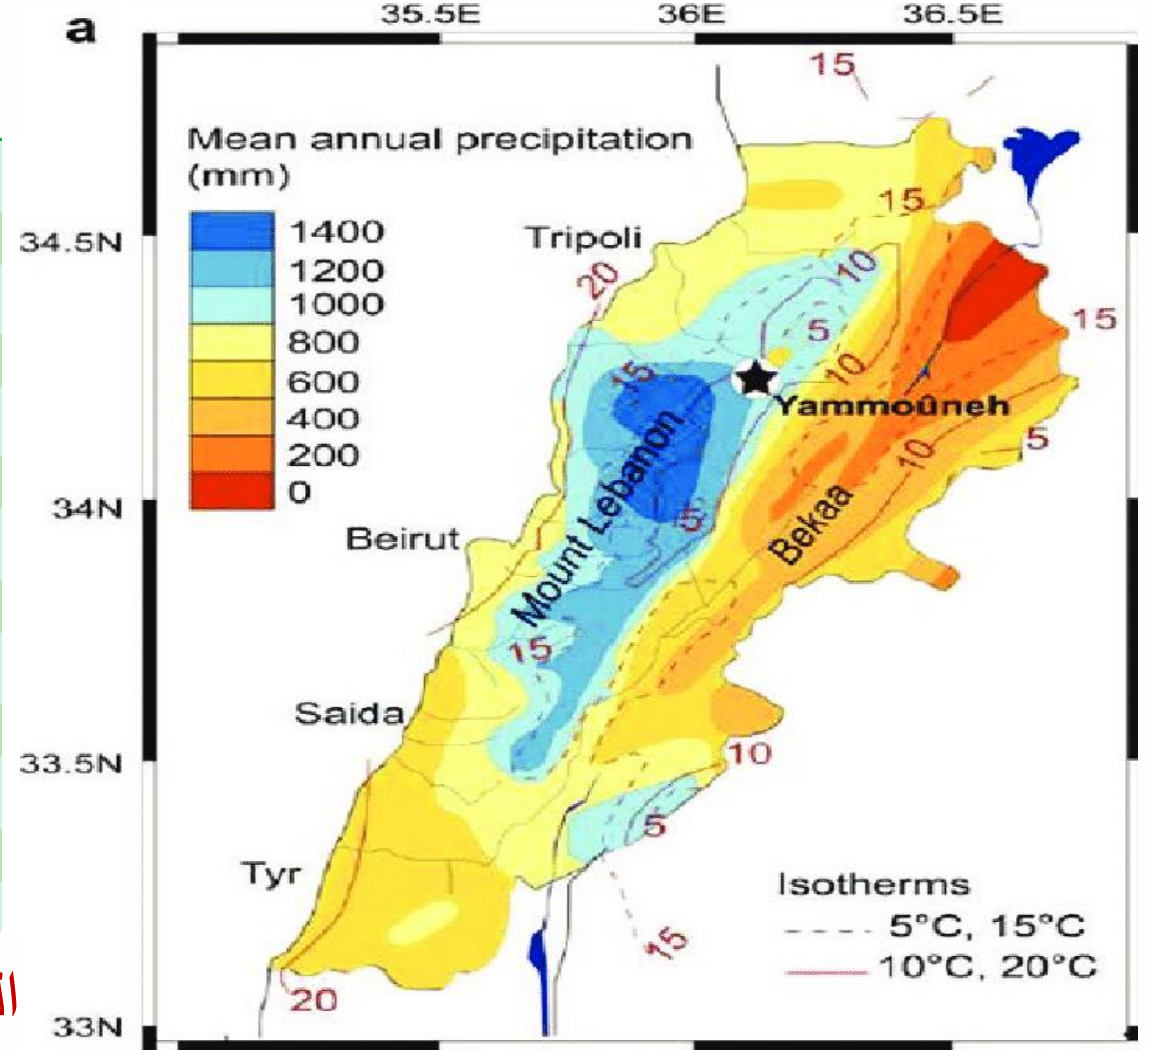 a
35.5E 36E 36.5E
15
Mean annual precipitation
(mm)
1400
1200
1000
800
600
400
200
0
34.5N
34N
33.5N
33N
15
Tripoli
20
10
5
15
15
10
Yammoûneh
5
10
Mount Lebanon
5
Bekaa
Beirut
15
Saida
10
5
Tyr
15
20
Isotherms
5°C, 15°C
10°C, 20°C